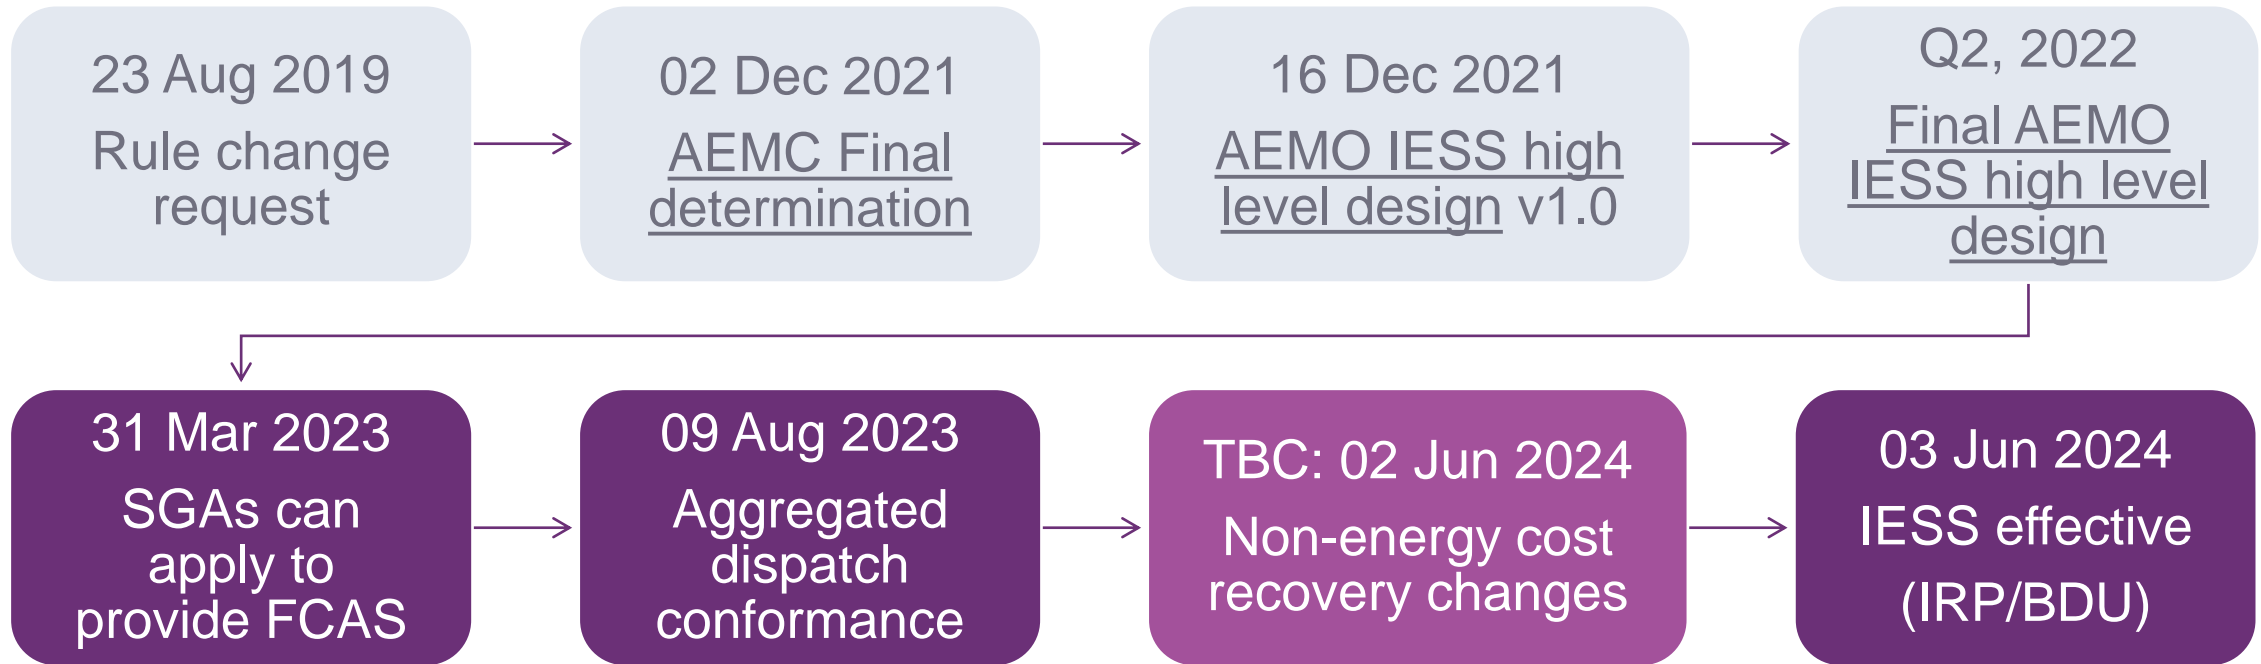 23 Aug 2019
Rule change
request
02 Dec 2021
AEMC Final
determination
16 Dec 2021
AEMO IESS high
level design v1.0
Q2, 2022
Final AEMO
IESS high level
design
31 Mar 2023
SGAs can
apply to
provide FCAS
09 Aug 2023
Aggregated
dispatch
conformance
TBC: 02 Jun 2024
Non-energy cost
recovery changes
03 Jun 2024
IESS effective
(IRP/BDU)